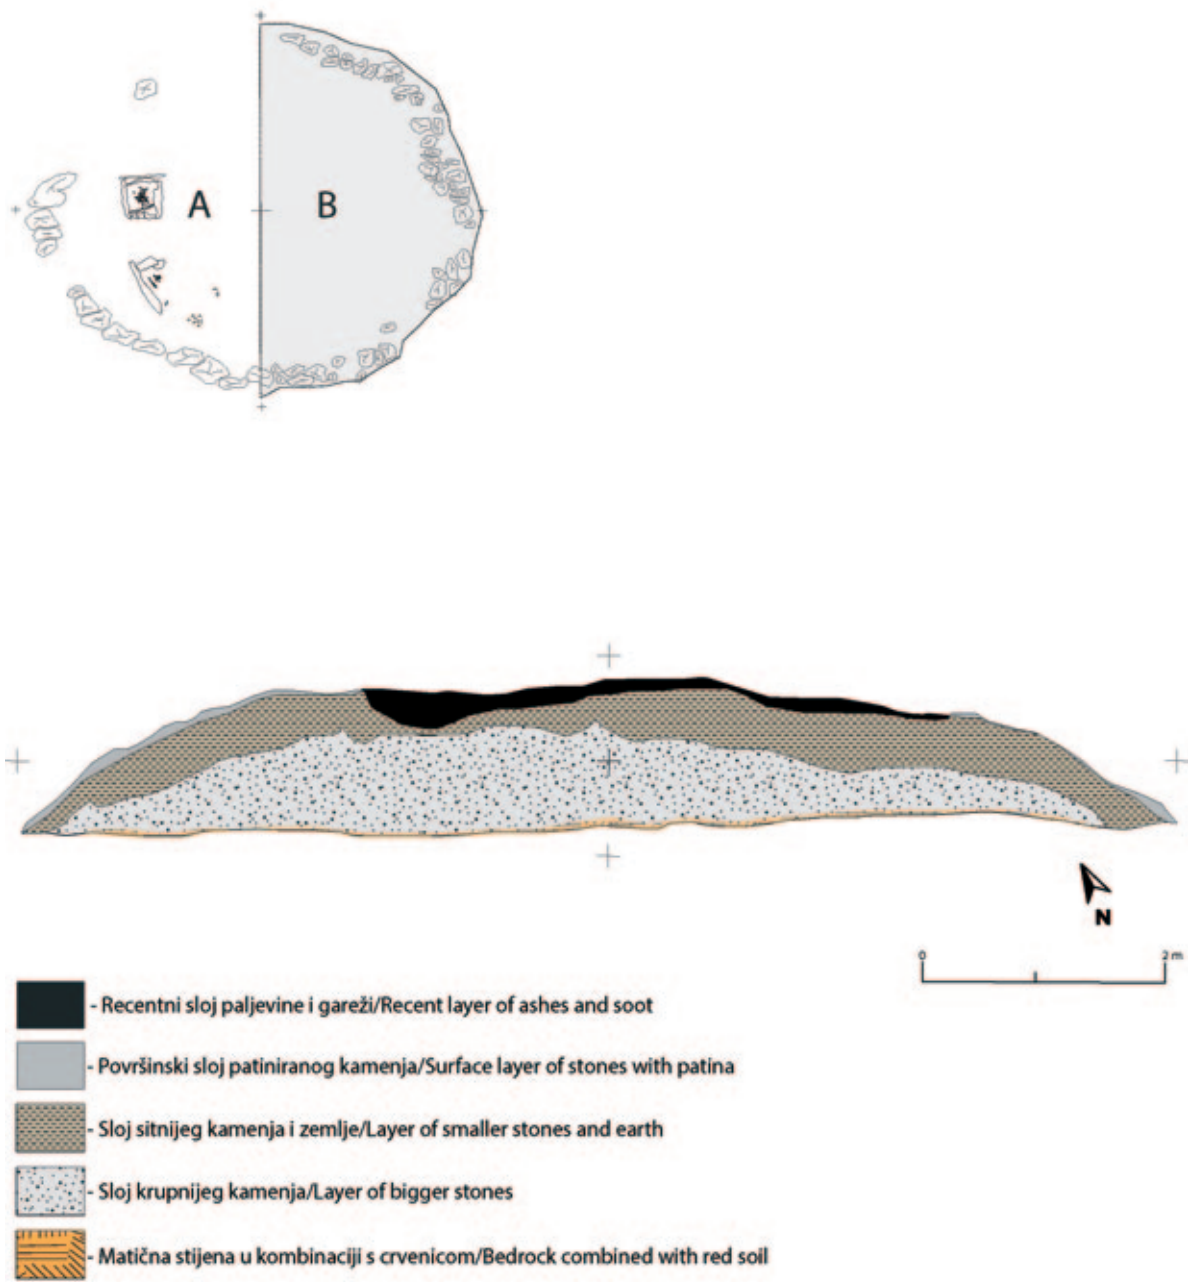 A B
N
0 2 m
- Recentni sloj paljevine i gareži/Recent layer of ashes and soot
- Površinski sloj patiniranog kamenja/Surface layer of stones with patina
- Sloj sitnijeg kamenja i zemlje/Layer of smaller stones and earth
- Sloj krupnijeg kamenja/Layer of bigger stones
- Matična stijena u kombinaciji s crvenicom/Bedrock combined with red soil